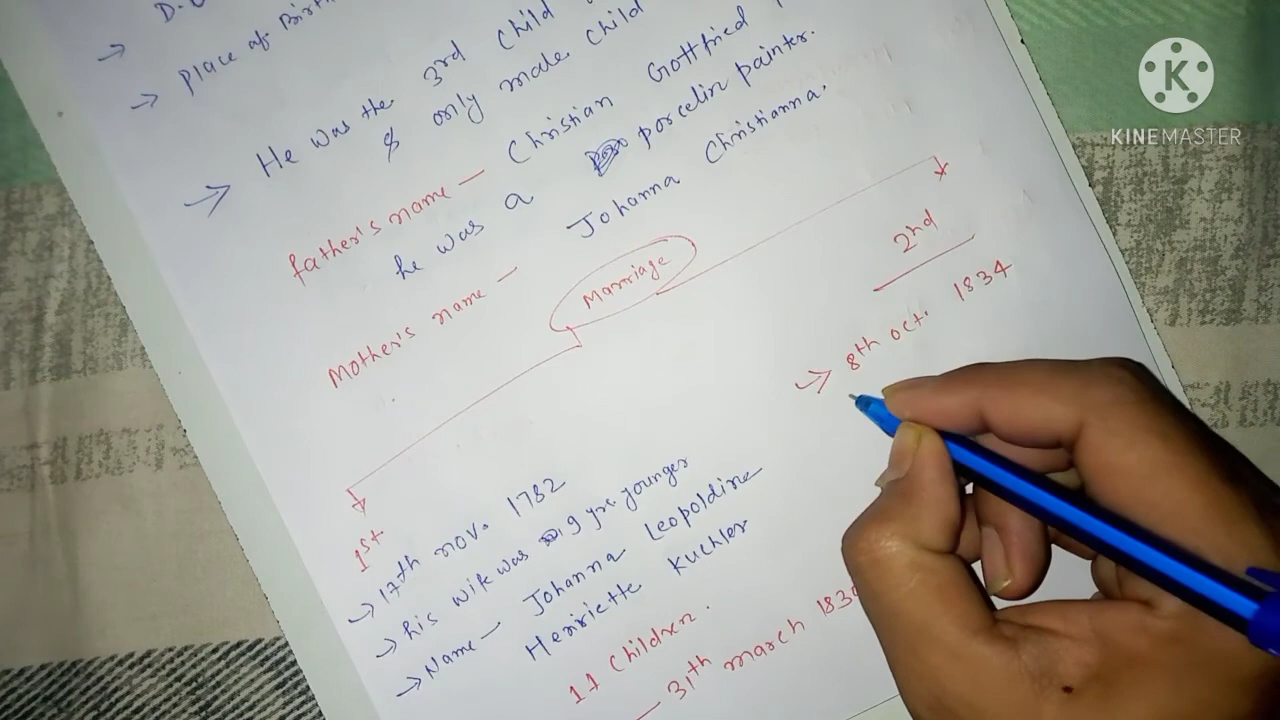 → D.
→ Place of Birth
→ He was the 3rd child
& only male child
father's name — Christian Gottfried
he was a porcelin painter.
Mother's name — Johanna Christianna.
Marriage
1st
→ 17th nov. 1782
→ his wife was 9 yrs younger
→ Name — Johanna Leopoldine
Henriette Kuchler
11 children.
— 31th march 1830
2nd
→ 8th oct. 1834
K
KINEMASTER